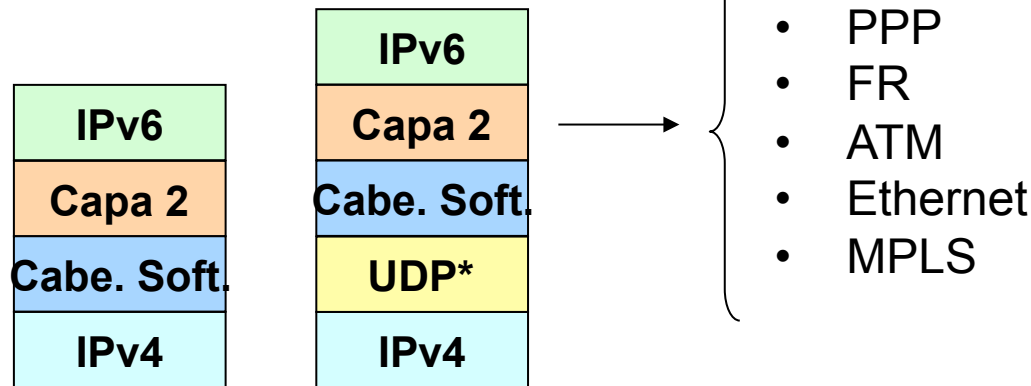 IPv6
Capa 2
Cabe. Soft.
IPv4
IPv6
Capa 2
Cabe. Soft.
UDP*
IPv4
• PPP
• FR
• ATM
• Ethernet
• MPLS